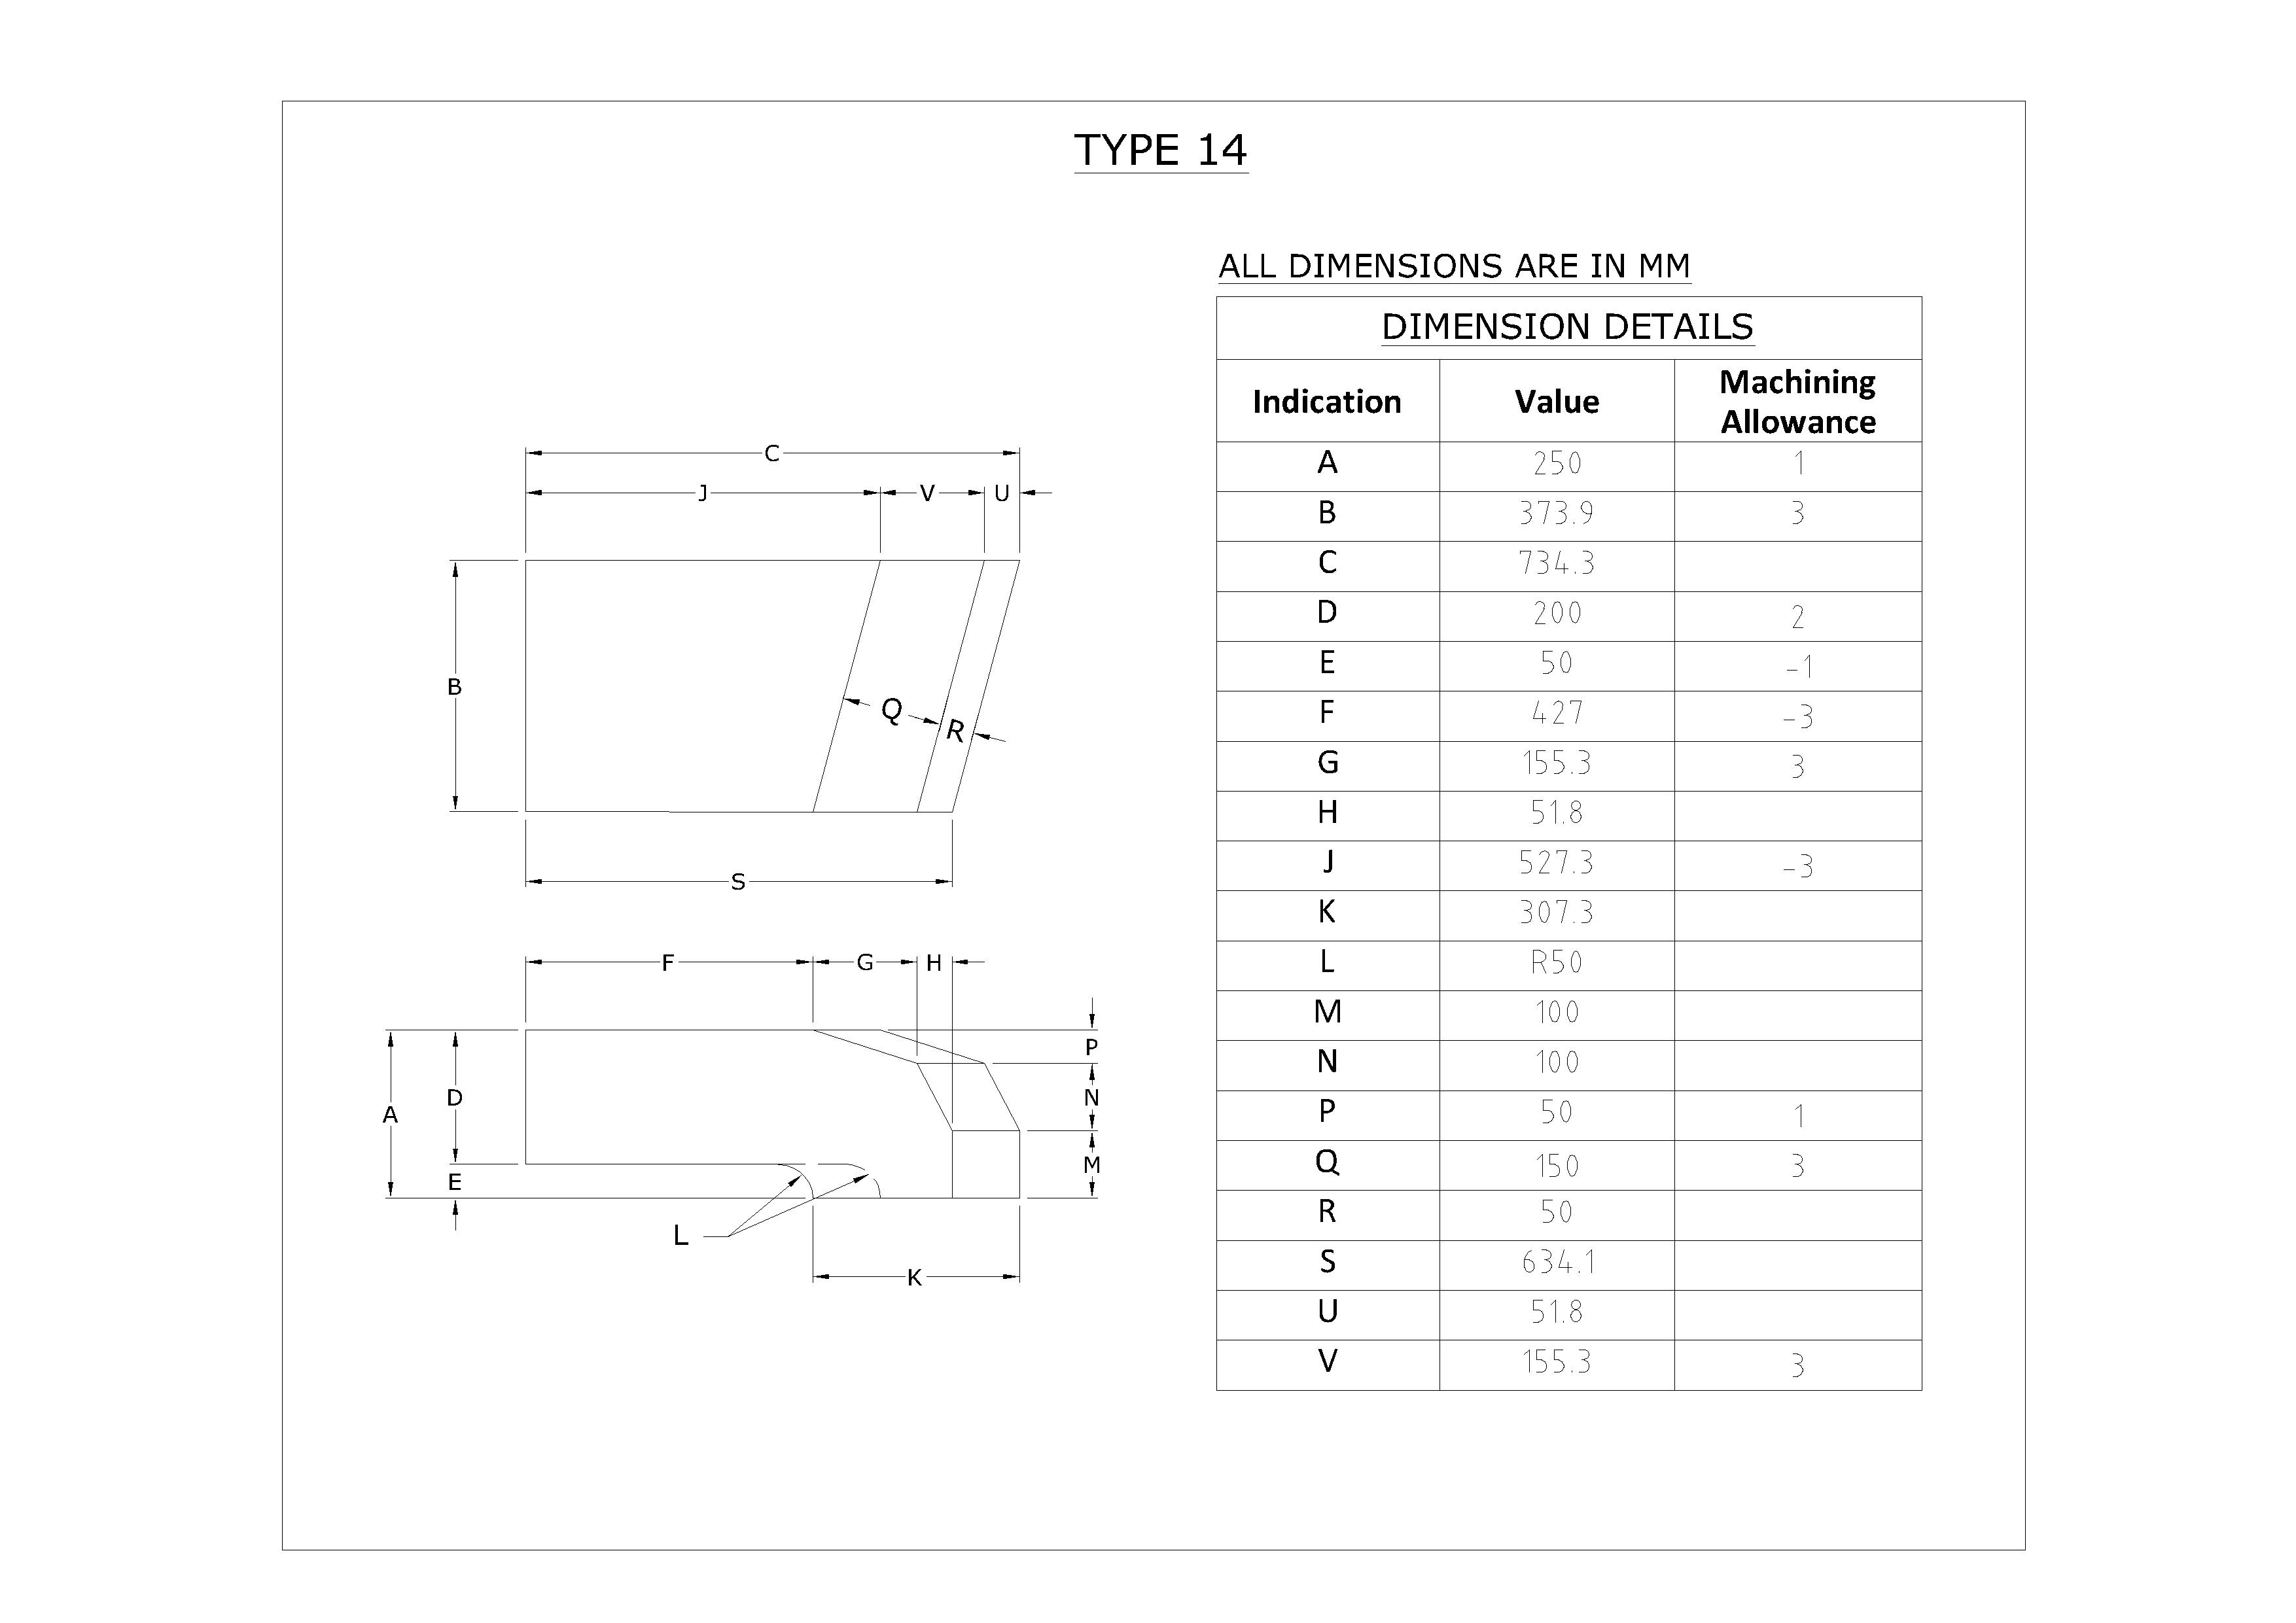 TYPE 14
ALL DIMENSIONS ARE IN MM
DIMENSION DETAILS
Indication Value Machining Allowance
A 250 1
B 373.9 3
C 734.3
D 200 2
E 50 -1
F 427 -3
G 155.3 3
H 51.8
J 527.3 -3
K 307.3
L R50
M 100
N 100
P 50 1
Q 150 3
R 50
S 634.1
U 51.8
V 155.3 3
C
J V U
B
Q
R
S
F G H
P
D N
A
E M
L
K